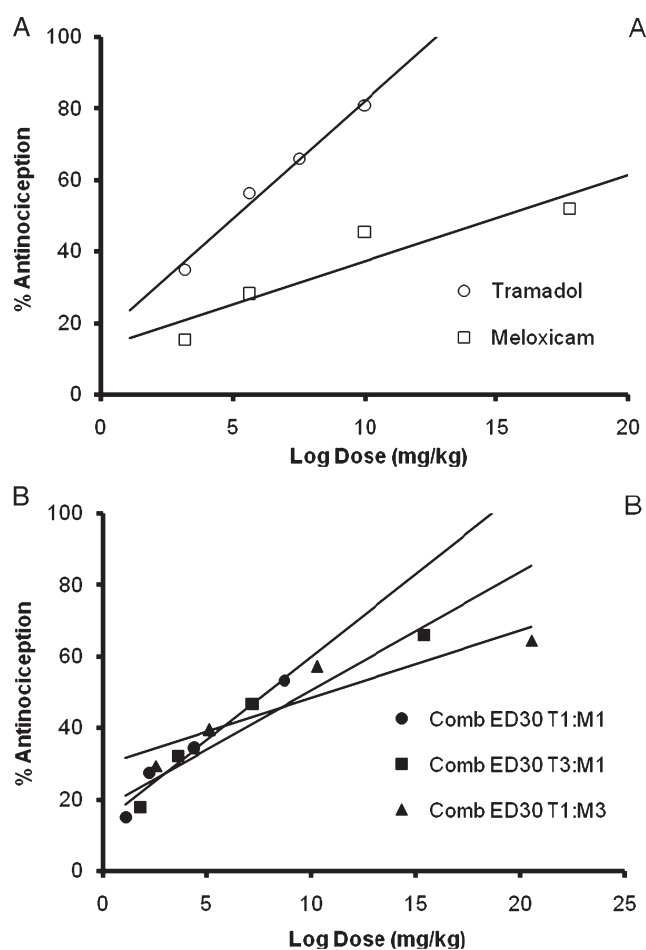 A
A
100
80
60
40
20
0
% Antinociception
Tramadol
Meloxicam
0 5 10 15 20
Log Dose (mg/kg)
B
B
100
80
60
40
20
0
% Antinociception
Comb ED30 T1:M1
Comb ED30 T3:M1
Comb ED30 T1:M3
0 5 10 15 20 25
Log Dose (mg/kg)